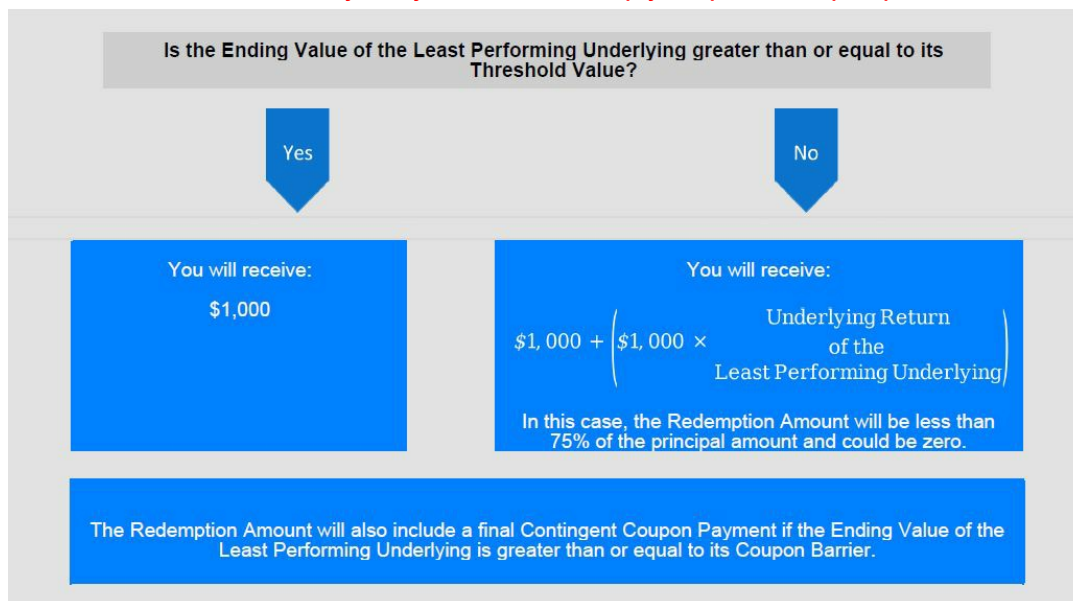 Is the Ending Value of the Least Performing Underlying greater than or equal to its
Threshold Value?
Yes
No
You will receive:
$1,000
You will receive:
$1, 000 + ($1, 000 × Underlying Return
of the
Least Performing Underlying)
In this case, the Redemption Amount will be less than
75% of the principal amount and could be zero.
The Redemption Amount will also include a final Contingent Coupon Payment if the Ending Value of the
Least Performing Underlying is greater than or equal to its Coupon Barrier.